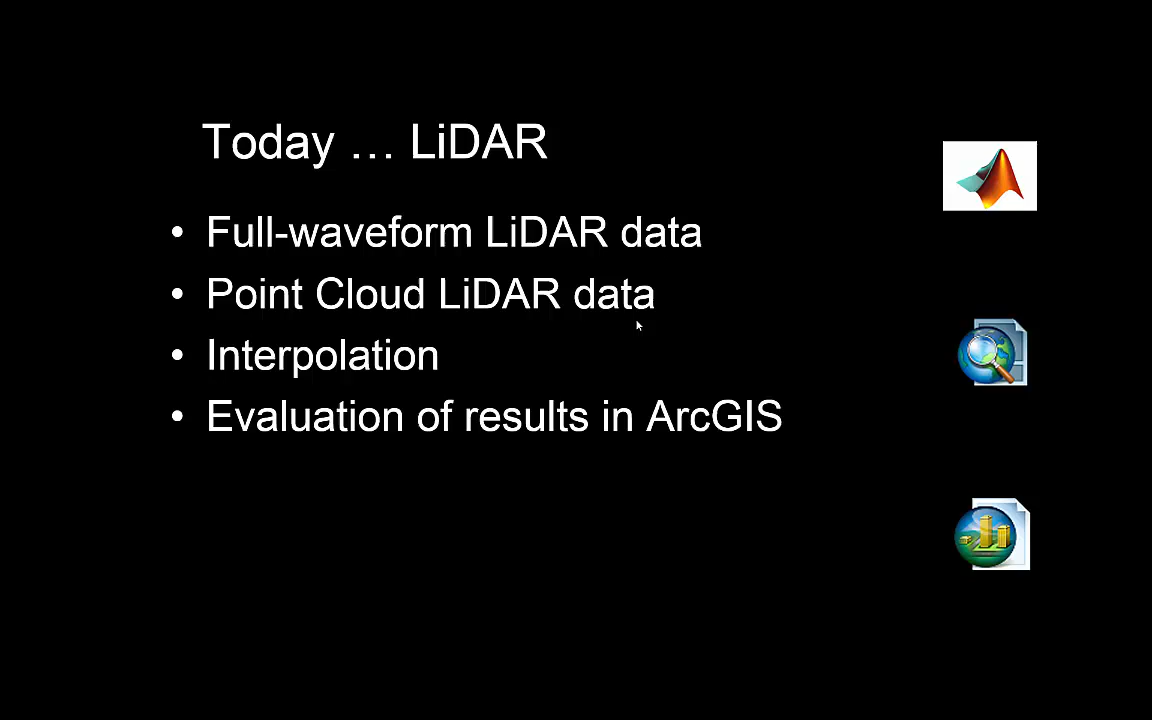 Today … LiDAR
• Full-waveform LiDAR data
• Point Cloud LiDAR data
• Interpolation
• Evaluation of results in ArcGIS